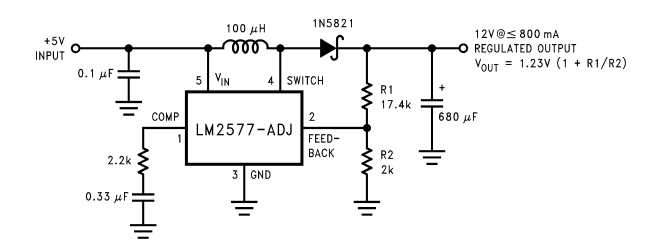 +5V
INPUT
100 μH
1N5821
12V@≤ 800 mA
REGULATED OUTPUT
V_OUT = 1.23V (1 + R1/R2)
0.1 μF
5
V_IN
4
SWITCH
R1
17.4k
+
680 μF
COMP
1
LM2577-ADJ
2
FEED-
BACK
R2
2k
2.2k
3
GND
0.33 μF